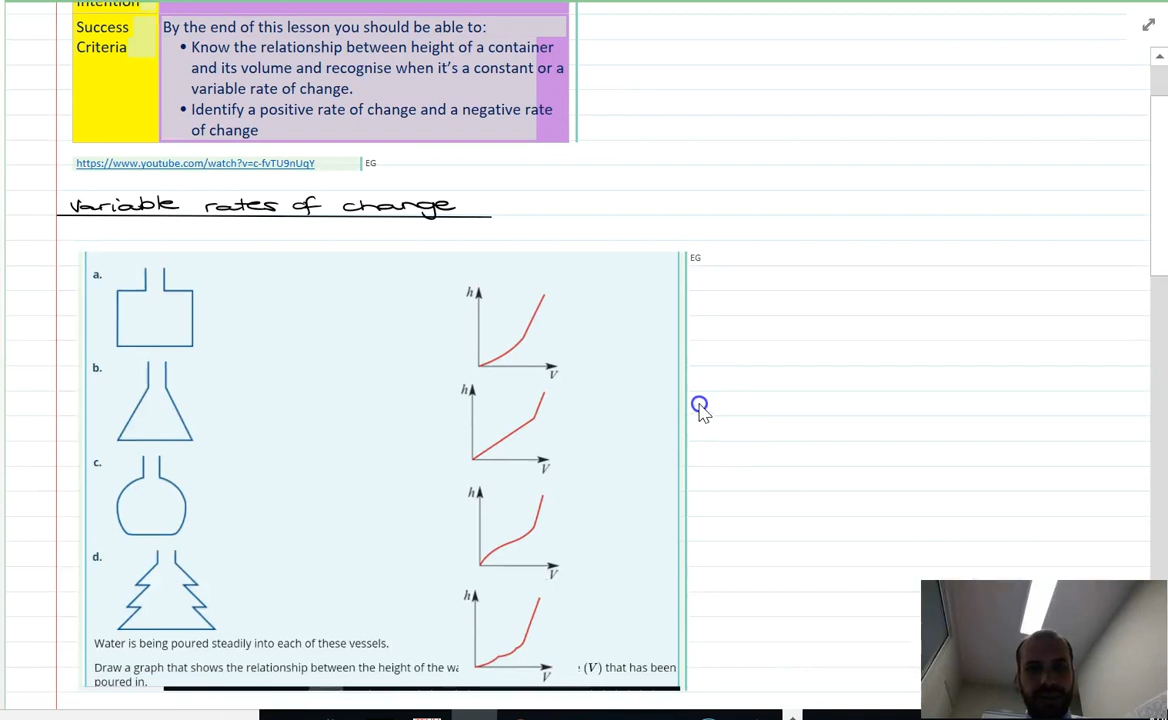 Intention
Success
Criteria
By the end of this lesson you should be able to:
• Know the relationship between height of a container
and its volume and recognise when it's a constant or a
variable rate of change.
• Identify a positive rate of change and a negative rate
of change
https://www.youtube.com/watch?v=c-fvTU9nUqY
EG
Variable rates of change
EG
a.
h
V
b.
h
V
c.
h
V
d.
h
V
Water is being poured steadily into each of these vessels.
Draw a graph that shows the relationship between the height of the wa
(V) that has been
poured in.